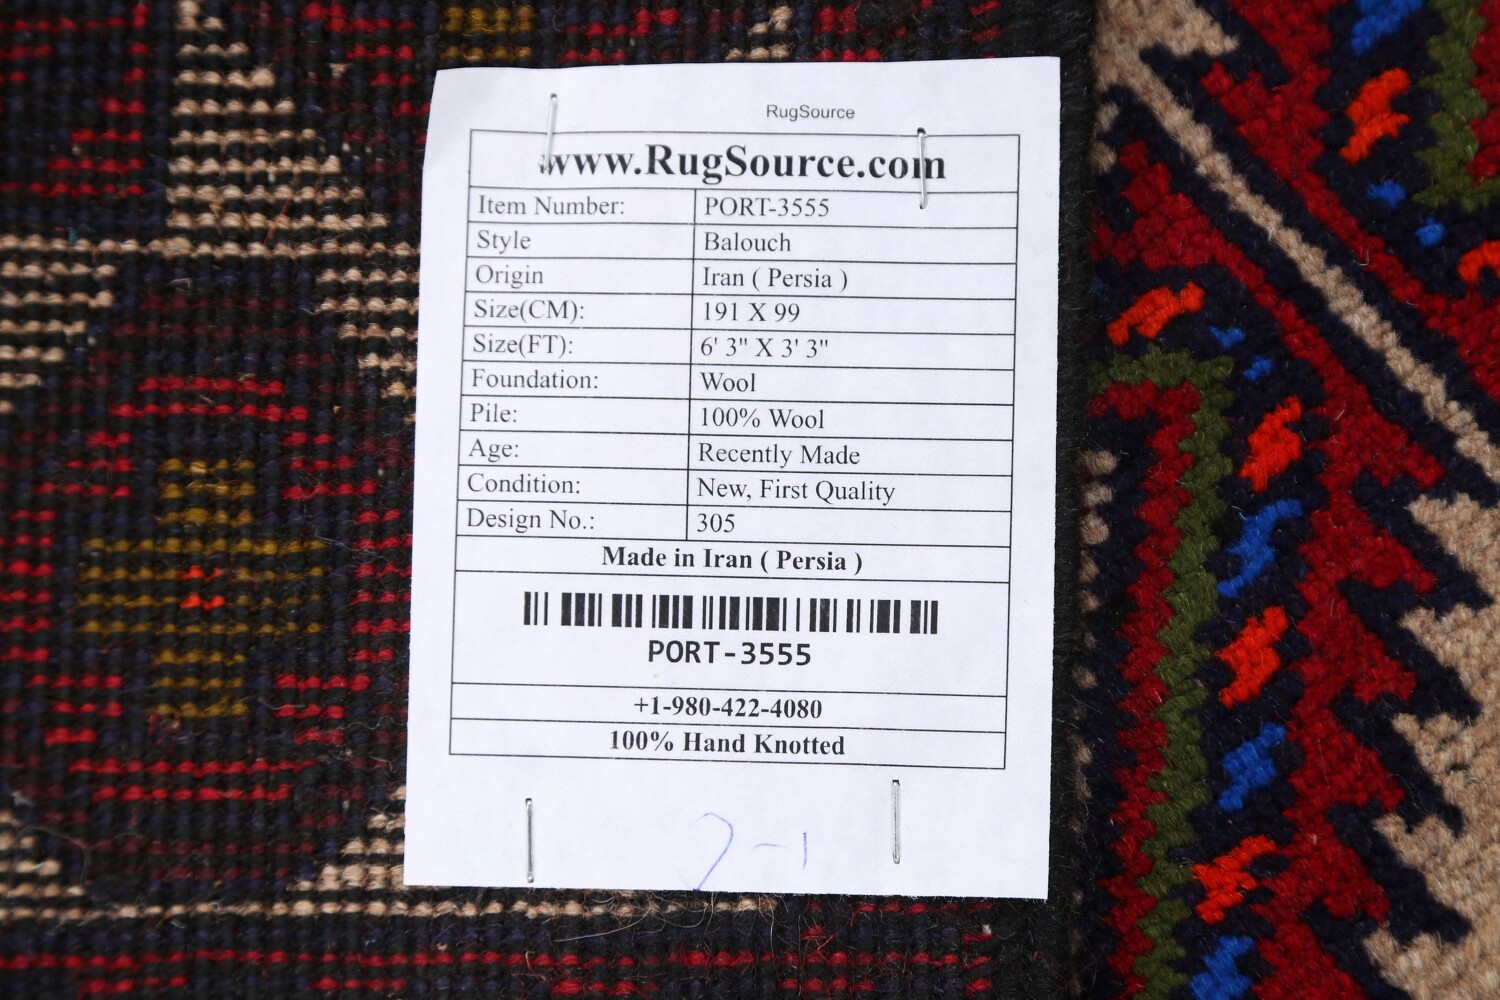 RugSource
www.RugSource.com
Item Number: PORT-3555
Style Balouch
Origin Iran ( Persia )
Size(CM): 191 X 99
Size(FT): 6' 3" X 3' 3"
Foundation: Wool
Pile: 100% Wool
Age: Recently Made
Condition: New, First Quality
Design No.: 305
Made in Iran ( Persia )
PORT-3555
+1-980-422-4080
100% Hand Knotted